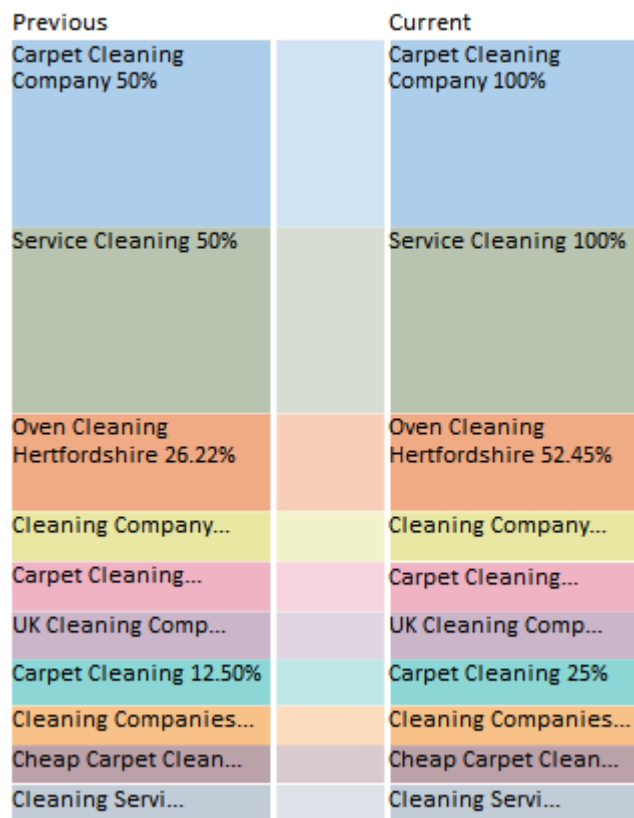 Previous
Current
Carpet Cleaning
Company 50%
Carpet Cleaning
Company 100%
Service Cleaning 50%
Service Cleaning 100%
Oven Cleaning
Hertfordshire 26.22%
Oven Cleaning
Hertfordshire 52.45%
Cleaning Company...
Cleaning Company...
Carpet Cleaning...
Carpet Cleaning...
UK Cleaning Comp...
UK Cleaning Comp...
Carpet Cleaning 12.50%
Carpet Cleaning 25%
Cleaning Companies...
Cleaning Companies...
Cheap Carpet Clean...
Cheap Carpet Clean...
Cleaning Servi...
Cleaning Servi...